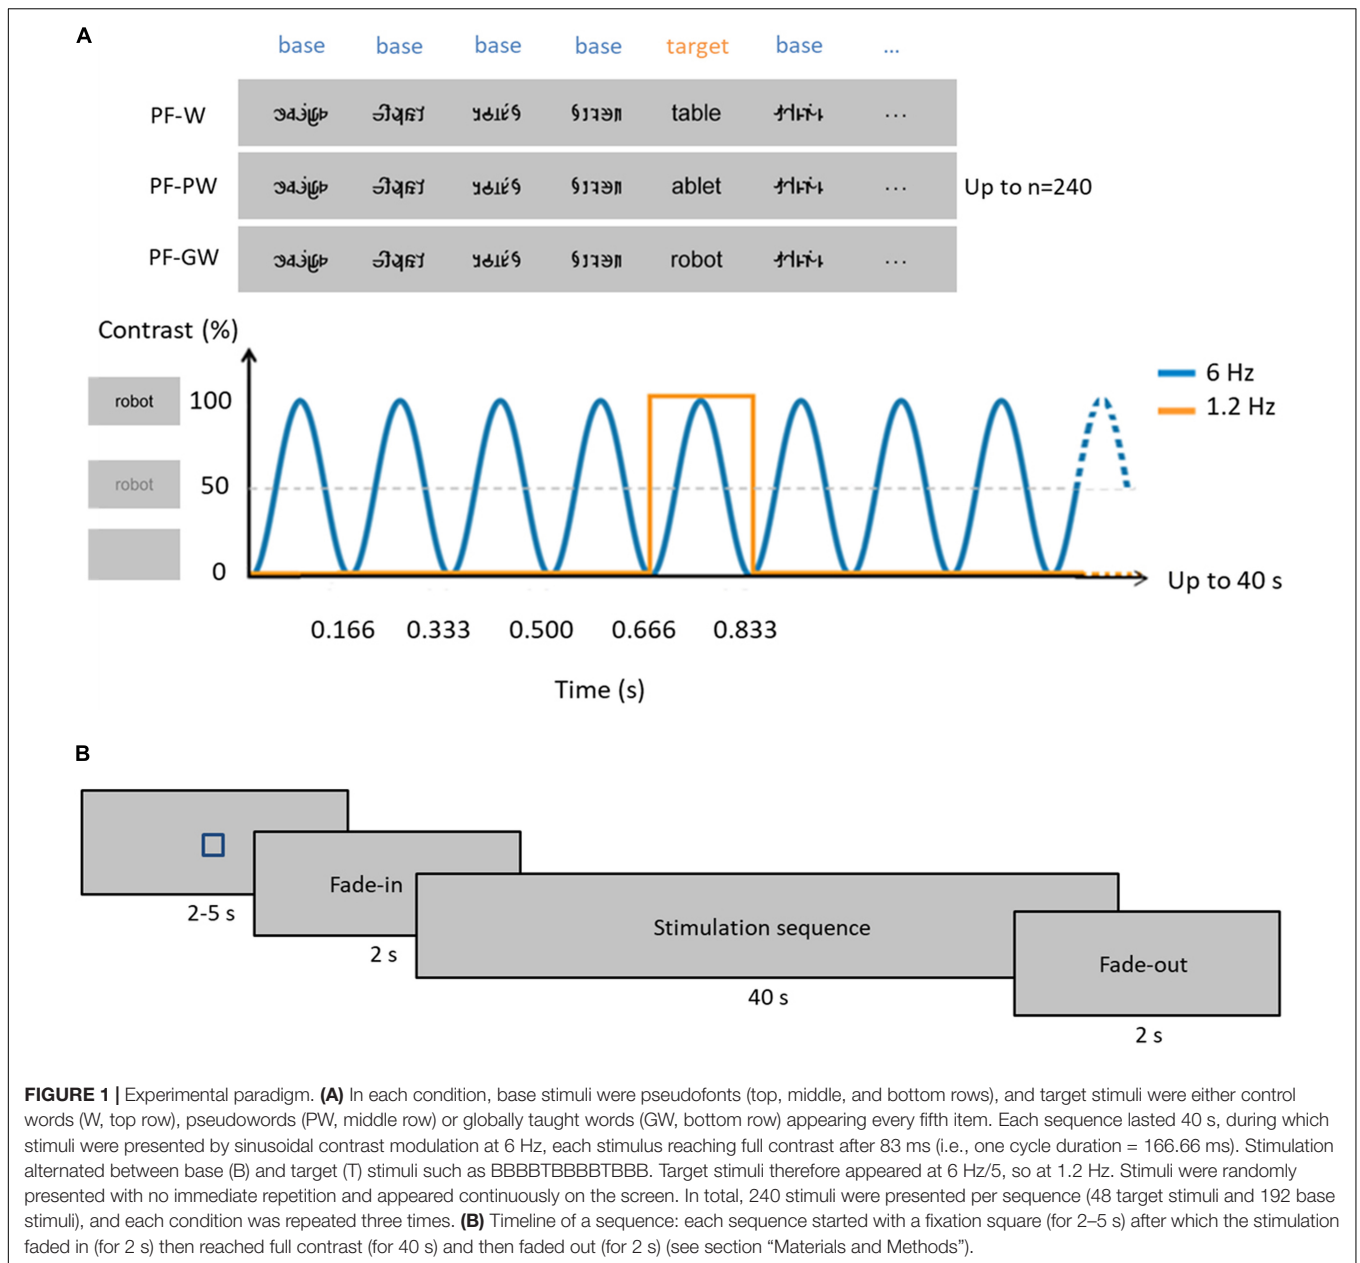 A
base base base base target base ...
PF-W table ...
PF-PW ablet ... Up to n=240
PF-GW robot ...
Contrast (%)
6 Hz
robot 100
1.2 Hz
robot 50
0
Up to 40 s
0.166 0.333 0.500 0.666 0.833
Time (s)
B
Fade-in
2-5 s
Stimulation sequence
2 s
Fade-out
40 s
2 s
FIGURE 1 | Experimental paradigm. (A) In each condition, base stimuli were pseudofonts (top, middle, and bottom rows), and target stimuli were either control
words (W, top row), pseudowords (PW, middle row) or globally taught words (GW, bottom row) appearing every fifth item. Each sequence lasted 40 s, during which
stimuli were presented by sinusoidal contrast modulation at 6 Hz, each stimulus reaching full contrast after 83 ms (i.e., one cycle duration = 166.66 ms). Stimulation
alternated between base (B) and target (T) stimuli such as BBBBTBBBBTBBB. Target stimuli therefore appeared at 6 Hz/5, so at 1.2 Hz. Stimuli were randomly
presented with no immediate repetition and appeared continuously on the screen. In total, 240 stimuli were presented per sequence (48 target stimuli and 192 base
stimuli), and each condition was repeated three times. (B) Timeline of a sequence: each sequence started with a fixation square (for 2–5 s) after which the stimulation
faded in (for 2 s) then reached full contrast (for 40 s) and then faded out (for 2 s) (see section “Materials and Methods”).